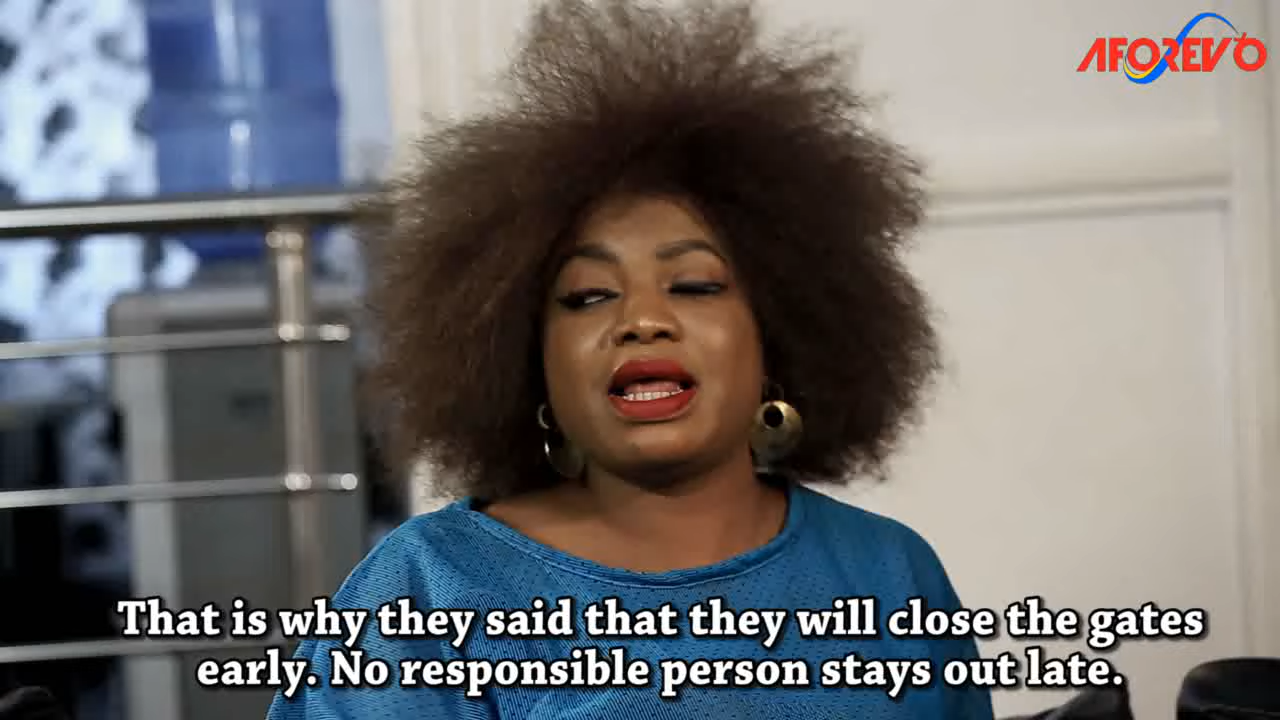 AFOREVO
That is why they said that they will close the gates
early. No responsible person stays out late.